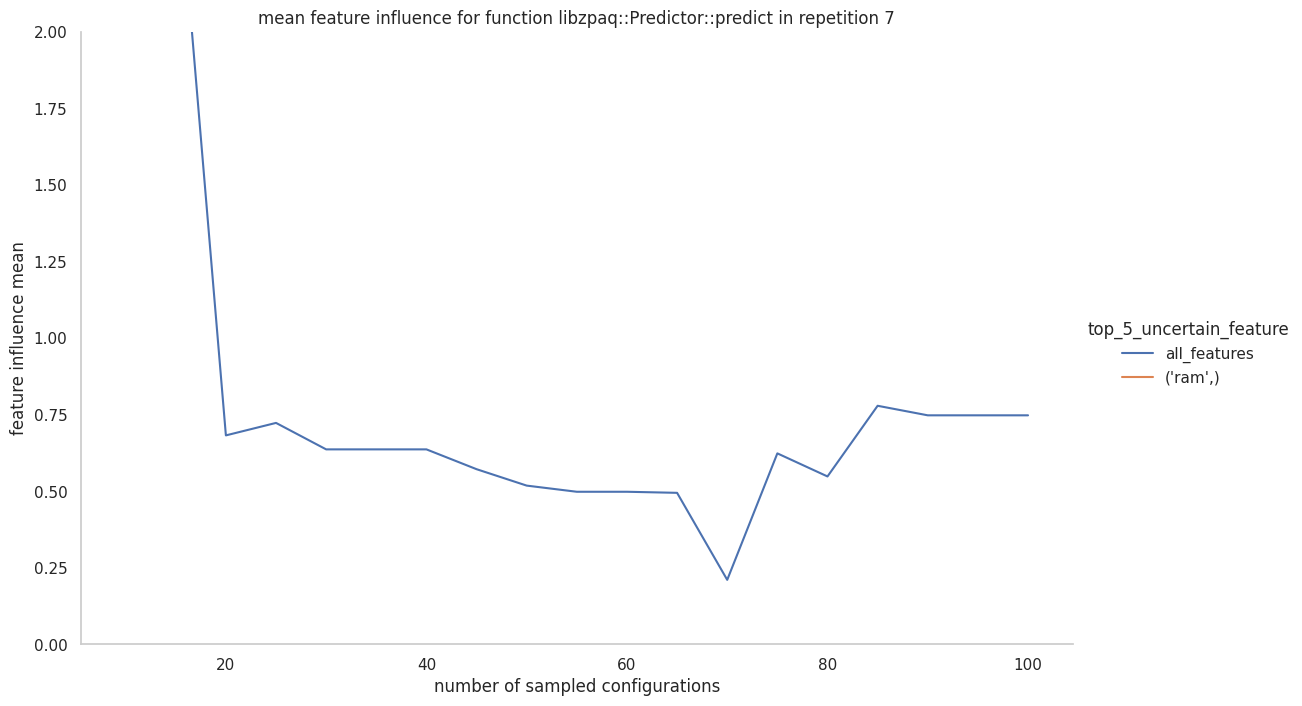 mean feature influence for function libzpaq::Predictor::predict in repetition 7
2.00
1.75
1.50
1.25
1.00
0.75
0.50
0.25
0.00
feature influence mean
20 40 60 80 100
number of sampled configurations
top_5_uncertain_feature
all_features
('ram',)